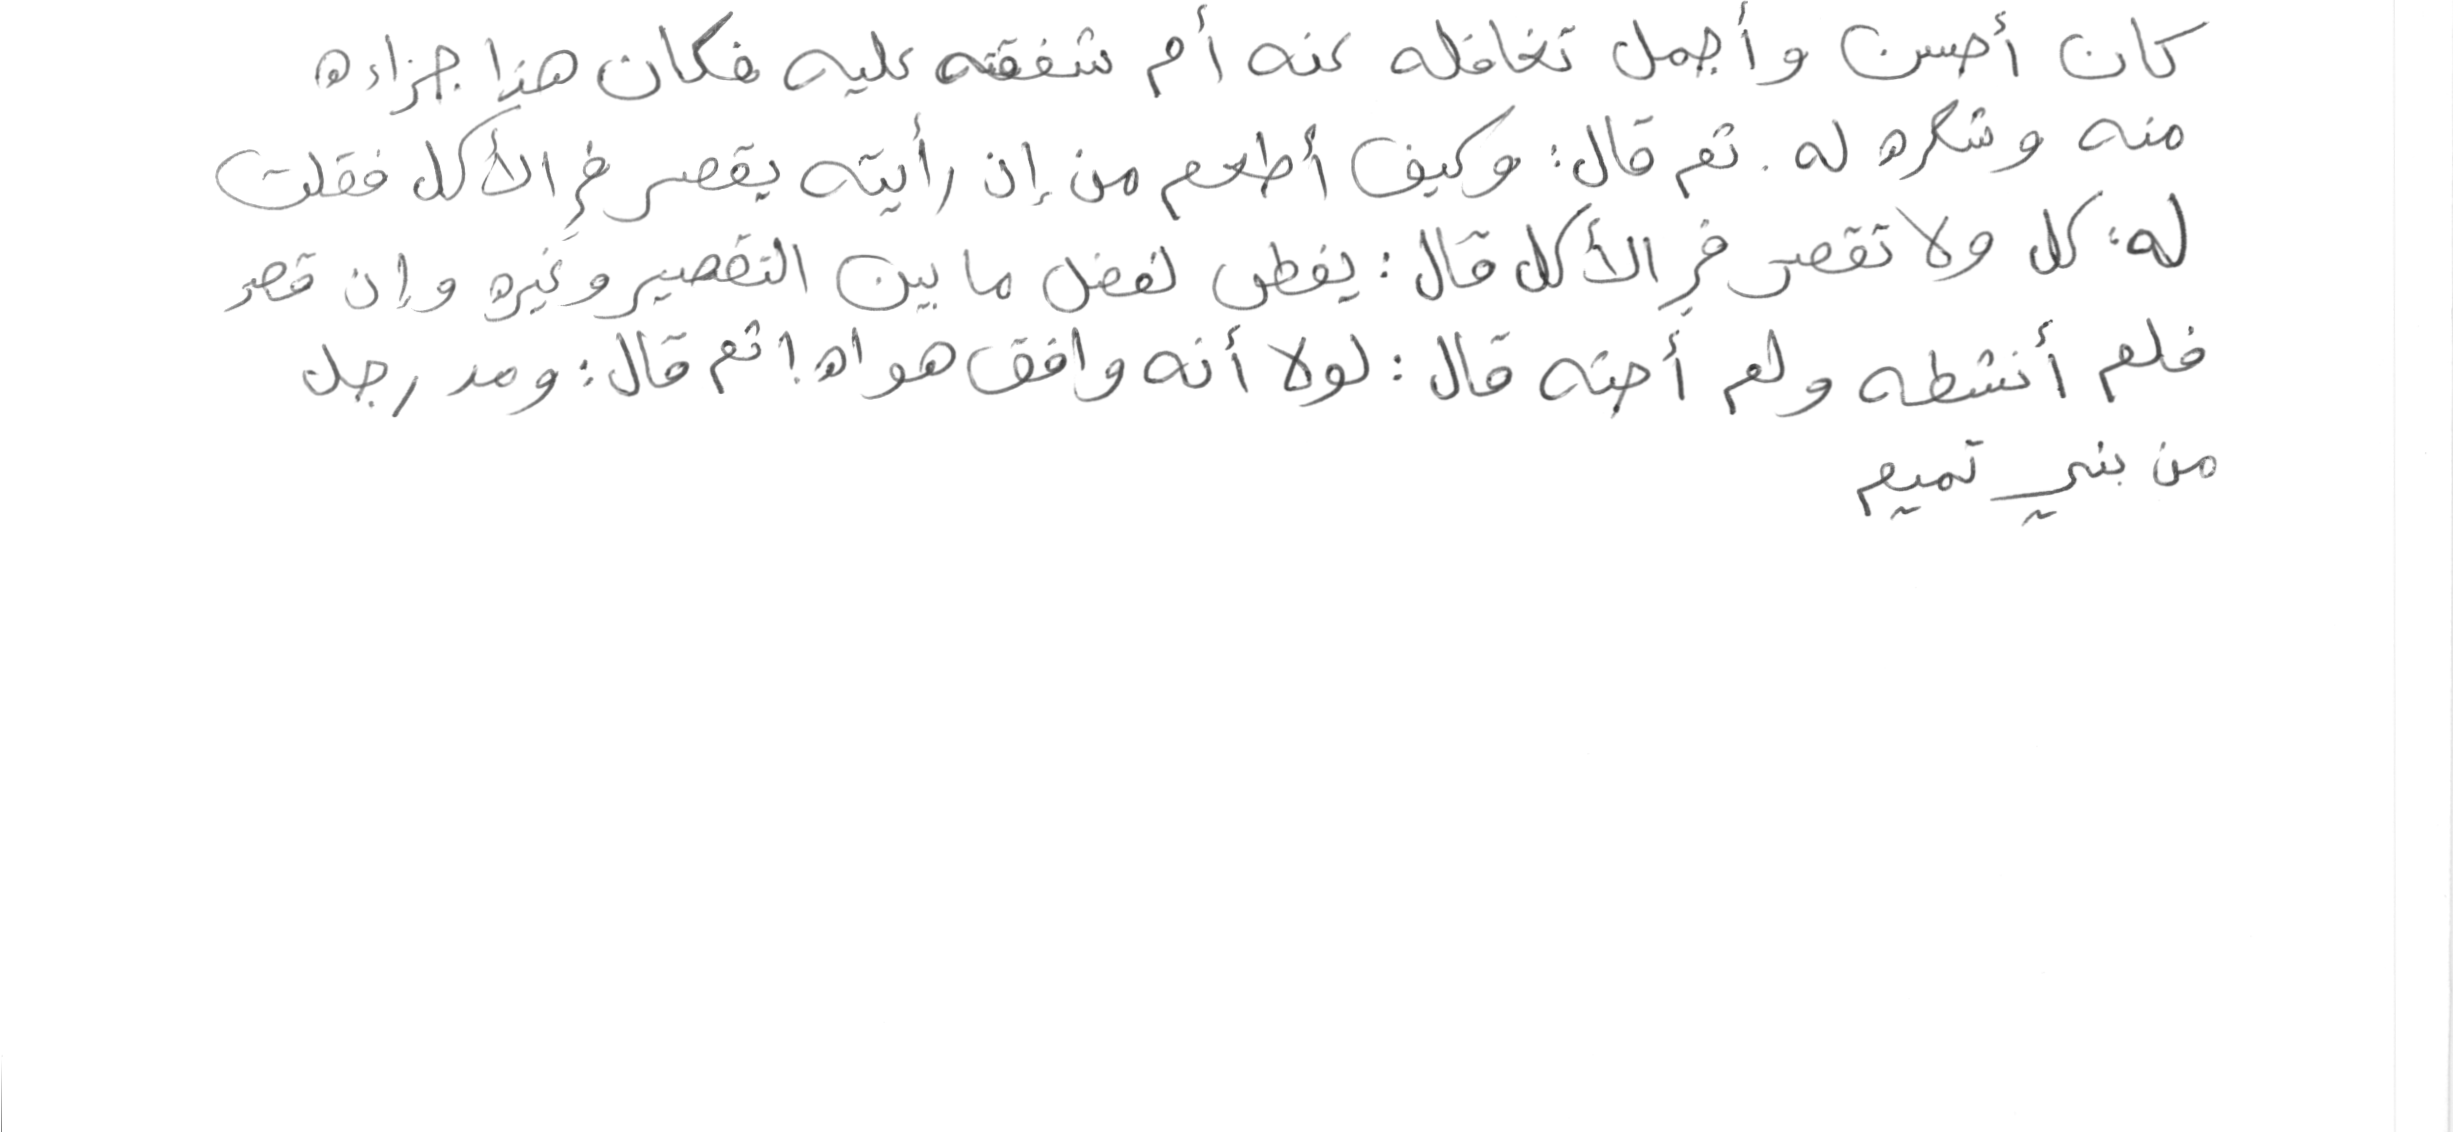 كان أحسن وأجمل تغافله عنه أم شفقته عليه فكان هذا جزاءه
منه وشكره له. ثم قال: وكيف أطعم من إن رأيته يقصر في الأكل فقلت
له: كل ولا تقصر في الأكل قال: يفطن لفضل ما بين التقصير وغيره وإن قصر
فلم أنشطه ولم أحثه قال: لولا أنه وافق هواه! ثم قال: ومد رجل
من بني تميم